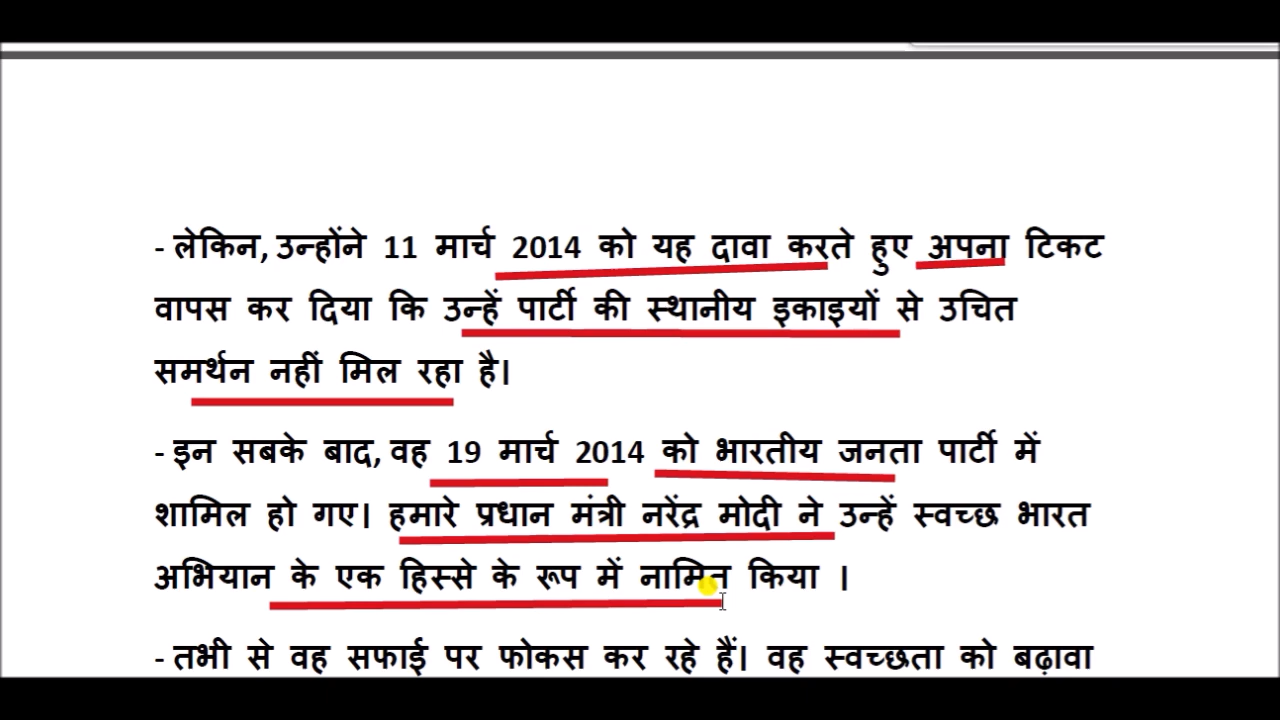 - लेकिन, उन्होंने 11 मार्च 2014 को यह दावा करते हुए अपना टिकट
वापस कर दिया कि उन्हें पार्टी की स्थानीय इकाइयों से उचित
समर्थन नहीं मिल रहा है।
- इन सबके बाद, वह 19 मार्च 2014 को भारतीय जनता पार्टी में
शामिल हो गए। हमारे प्रधान मंत्री नरेंद्र मोदी ने उन्हें स्वच्छ भारत
अभियान के एक हिस्से के रूप में नामित किया ।
- तभी से वह सफाई पर फोकस कर रहे हैं। वह स्वच्छता को बढ़ावा